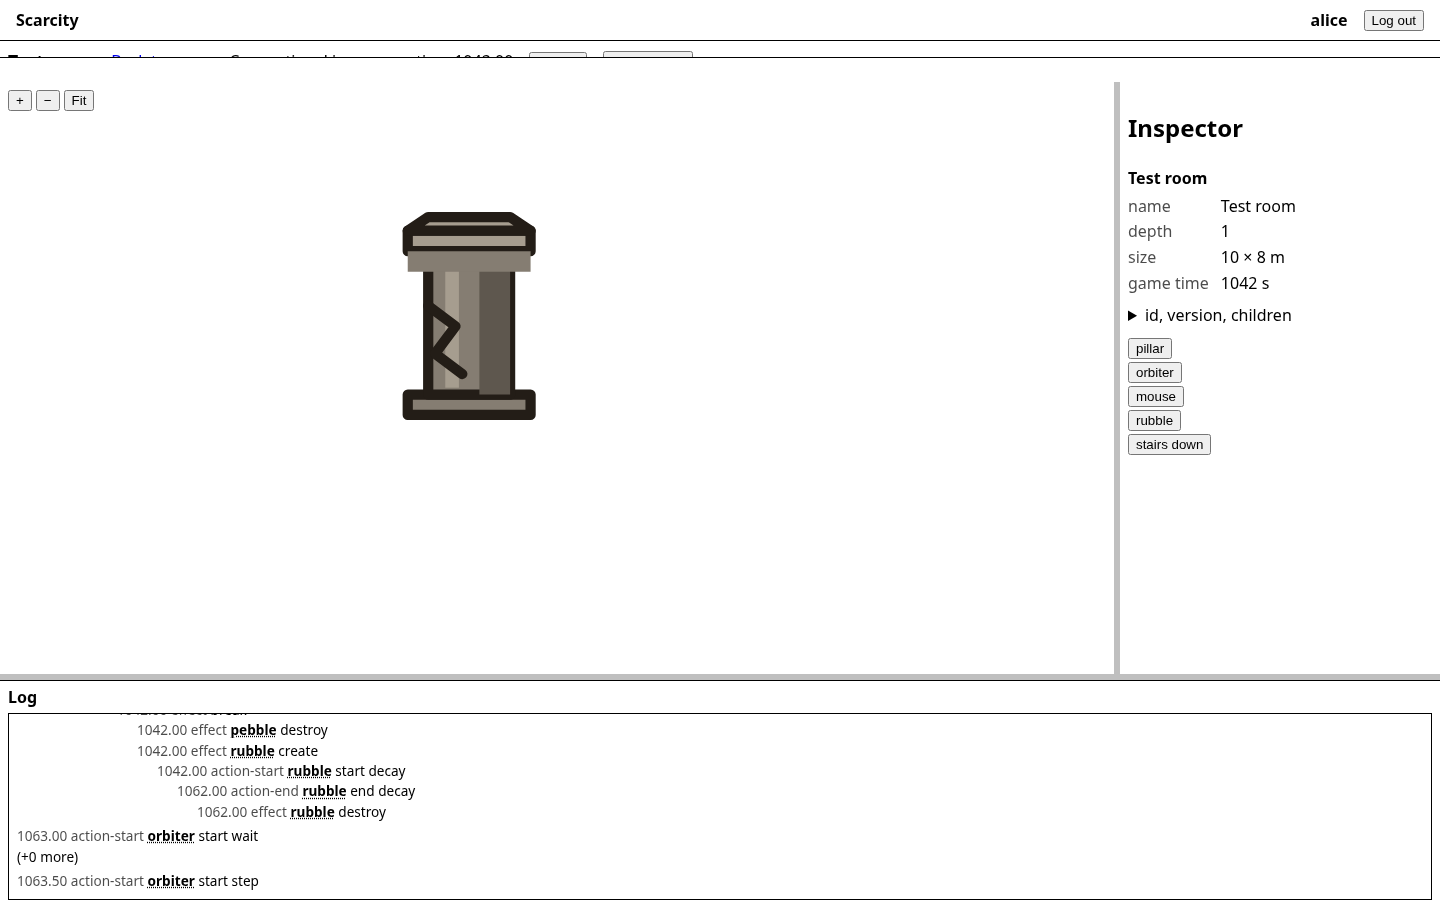 Scarcity
alice Log out
+ − Fit
Inspector
Test room
name Test room
depth 1
size 10 × 8 m
game time 1042 s
id, version, children
pillar
orbiter
mouse
rubble
stairs down
Log
1042.00 effect pebble destroy
1042.00 effect rubble create
1042.00 action-start rubble start decay
1062.00 action-end rubble end decay
1062.00 effect rubble destroy
1063.00 action-start orbiter start wait
(+0 more)
1063.50 action-start orbiter start step